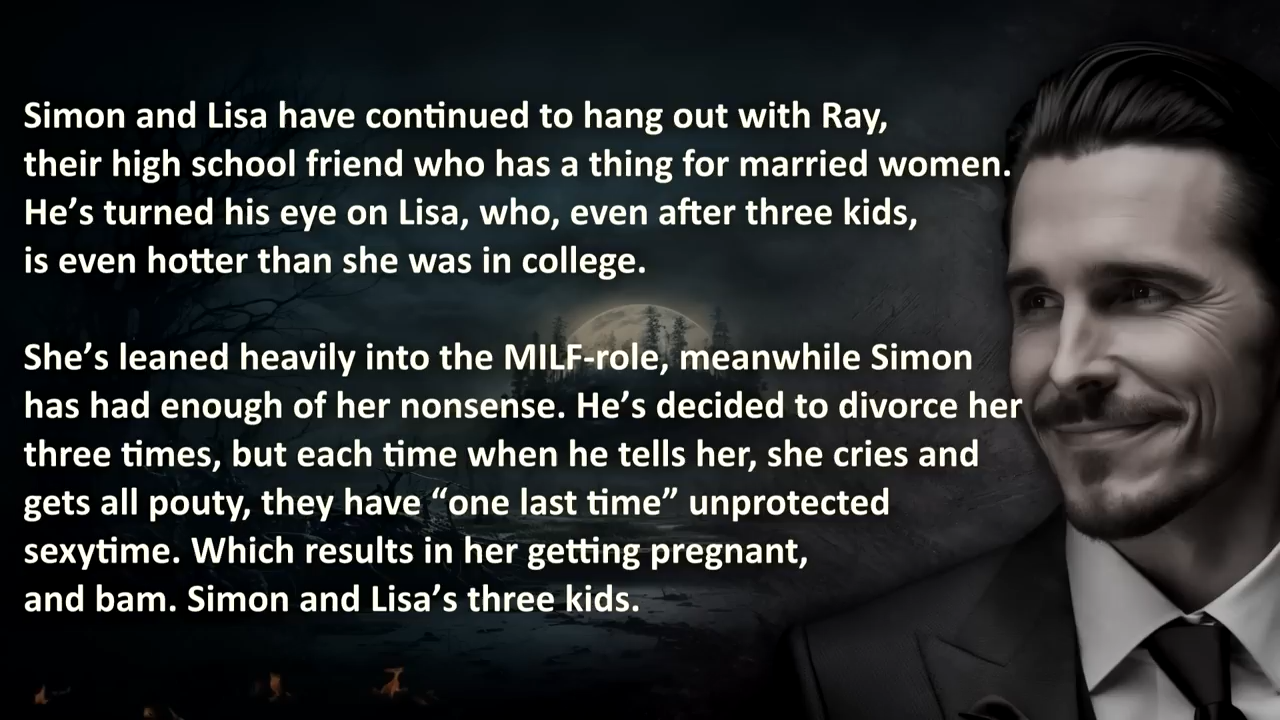 Simon and Lisa have continued to hang out with Ray,
their high school friend who has a thing for married women.
He’s turned his eye on Lisa, who, even after three kids,
is even hotter than she was in college.
She’s leaned heavily into the MILF-role, meanwhile Simon
has had enough of her nonsense. He’s decided to divorce her
three times, but each time when he tells her, she cries and
gets all pouty, they have “one last time” unprotected
sexytime. Which results in her getting pregnant,
and bam. Simon and Lisa’s three kids.